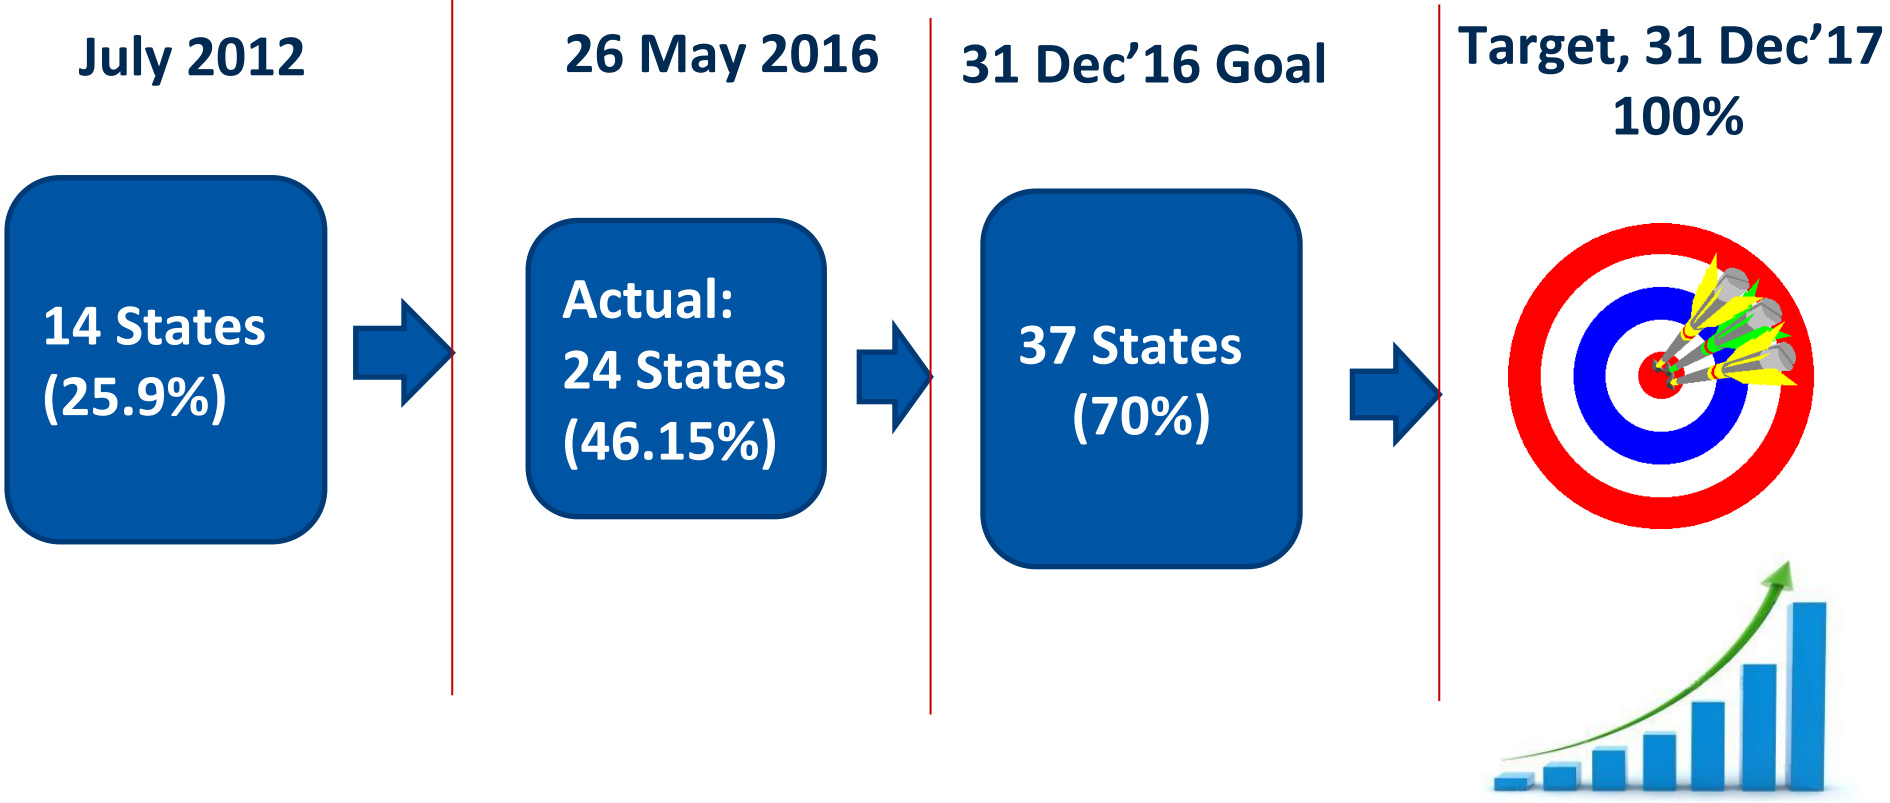 July 2012
14 States
(25.9%)
26 May 2016
Actual:
24 States
(46.15%)
31 Dec’16 Goal
37 States
(70%)
Target, 31 Dec’17
100%